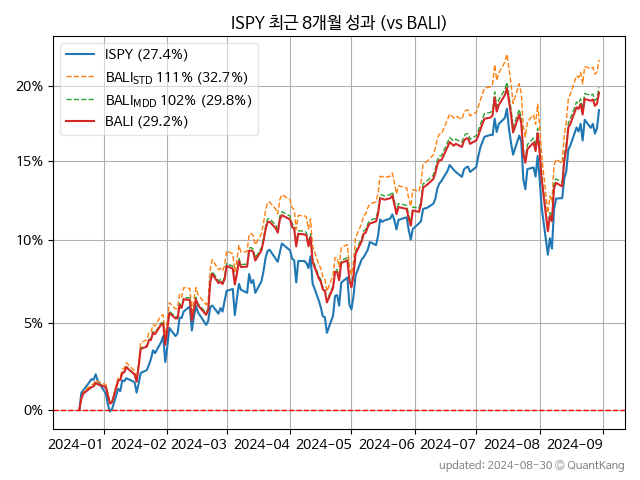 ISPY 최근 8개월 성과 (vs BALI)
ISPY (27.4%)
BALI_STD 111% (32.7%)
BALI_MDD 102% (29.8%)
BALI (29.2%)
20%
15%
10%
5%
0%
2024-01 2024-02 2024-03 2024-04 2024-05 2024-06 2024-07 2024-08 2024-09
updated: 2024-08-30 © QuantKang